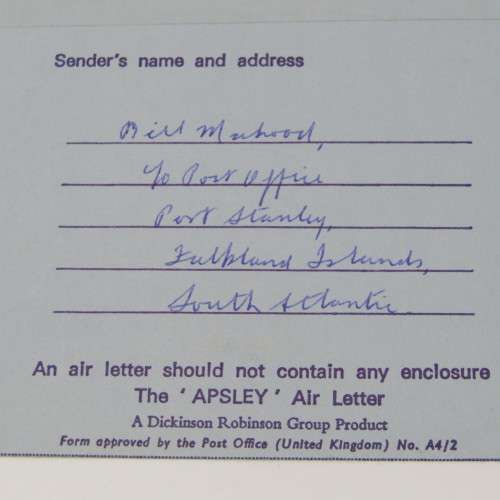 Sender's name and address
Bill Mahood,
c/o Post Office
Port Stanley,
Falkland Islands,
South Atlantic
An air letter should not contain any enclosure
The 'APSLEY' Air Letter
A Dickinson Robinson Group Product
Form approved by the Post Office (United Kingdom) No. A4/2